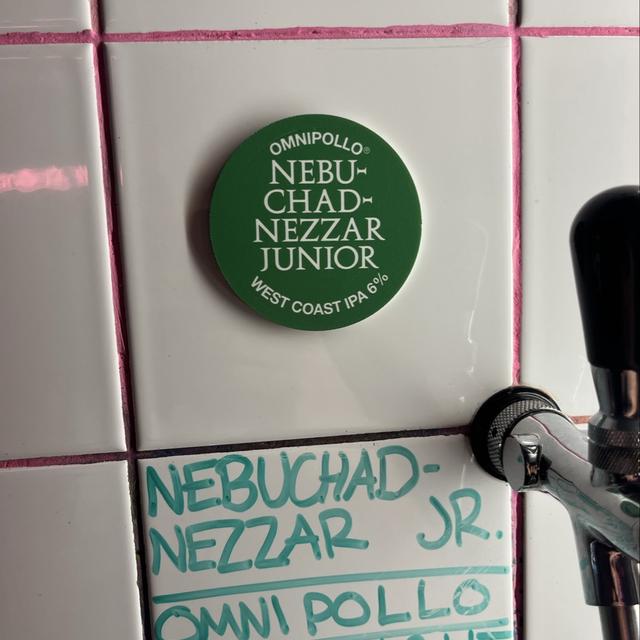 OMNIPOLLO®
NEBU-
CHAD-
NEZZAR
JUNIOR
WEST COAST IPA 6%
NEBUCHAD-
NEZZAR JR.
OMNI POLLO